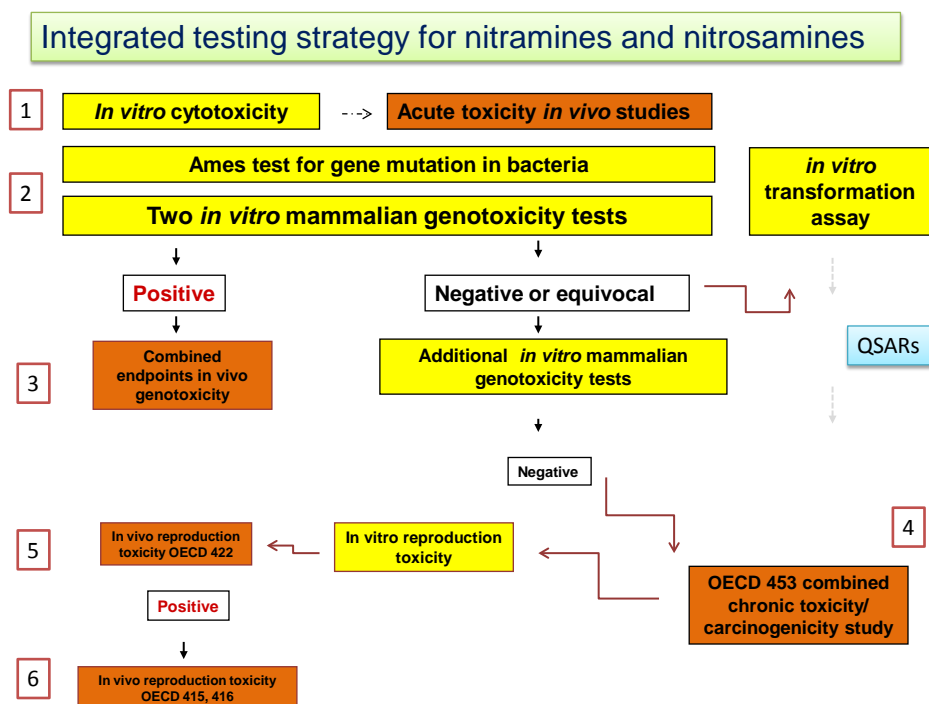 Integrated testing strategy for nitramines and nitrosamines
1
In vitro cytotoxicity
Acute toxicity in vivo studies
2
Ames test for gene mutation in bacteria
Two in vitro mammalian genotoxicity tests
in vitro
transformation
assay
Positive
Negative or equivocal
QSARs
3
Combined
endpoints in vivo
genotoxicity
Additional in vitro mammalian
genotoxicity tests
Negative
4
5
In vivo reproduction
toxicity OECD 422
In vitro reproduction
toxicity
OECD 453 combined
chronic toxicity/
carcinogenicity study
Positive
6
In vivo reproduction toxicity
OECD 415, 416